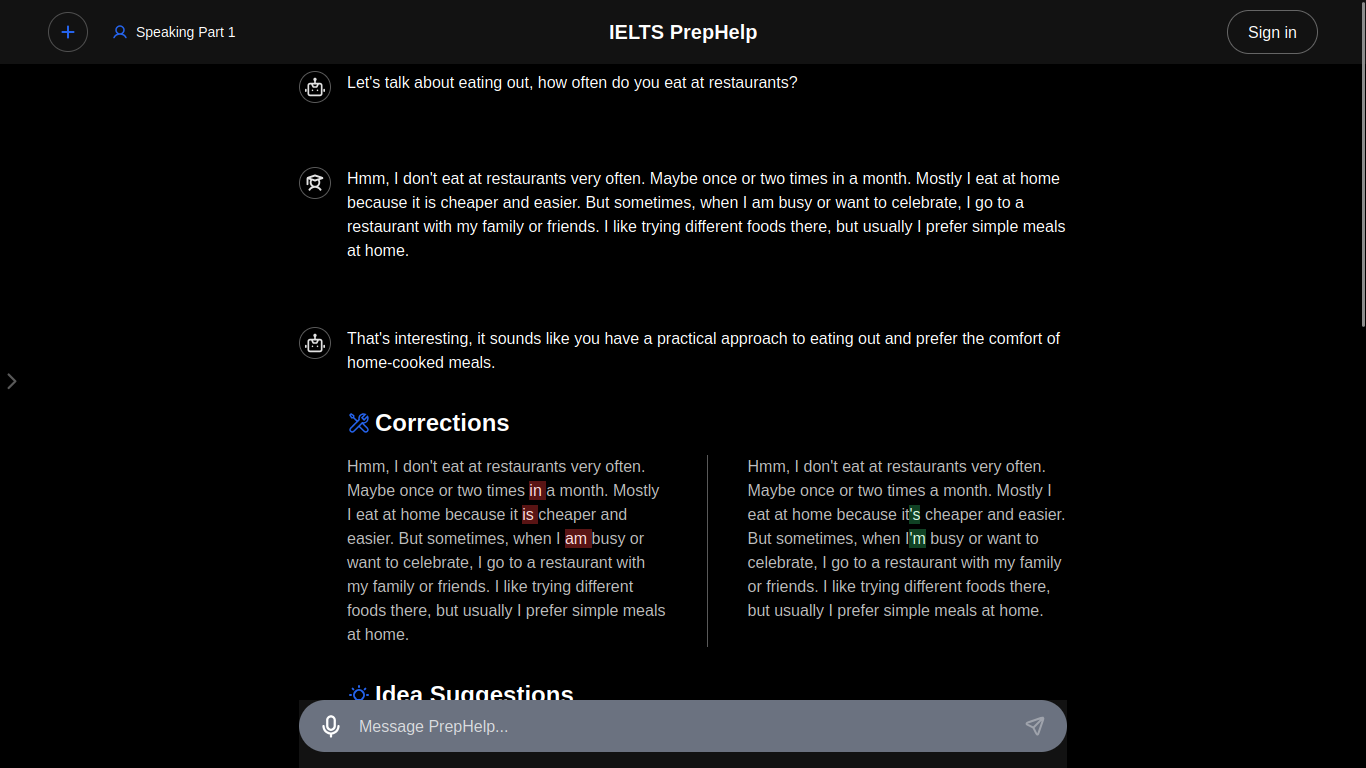 Speaking Part 1
IELTS PrepHelp
Sign in
Let's talk about eating out, how often do you eat at restaurants?
Hmm, I don't eat at restaurants very often. Maybe once or two times in a month. Mostly I eat at home
because it is cheaper and easier. But sometimes, when I am busy or want to celebrate, I go to a
restaurant with my family or friends. I like trying different foods there, but usually I prefer simple meals
at home.
That's interesting, it sounds like you have a practical approach to eating out and prefer the comfort of
home-cooked meals.
Corrections
Hmm, I don't eat at restaurants very often.
Maybe once or two times in a month. Mostly
I eat at home because it is cheaper and
easier. But sometimes, when I am busy or
want to celebrate, I go to a restaurant with
my family or friends. I like trying different
foods there, but usually I prefer simple meals
at home.
Hmm, I don't eat at restaurants very often.
Maybe once or two times a month. Mostly I
eat at home because it's cheaper and easier.
But sometimes, when I'm busy or want to
celebrate, I go to a restaurant with my family
or friends. I like trying different foods there,
but usually I prefer simple meals at home.
Idea Suggestions
Message PrepHelp...